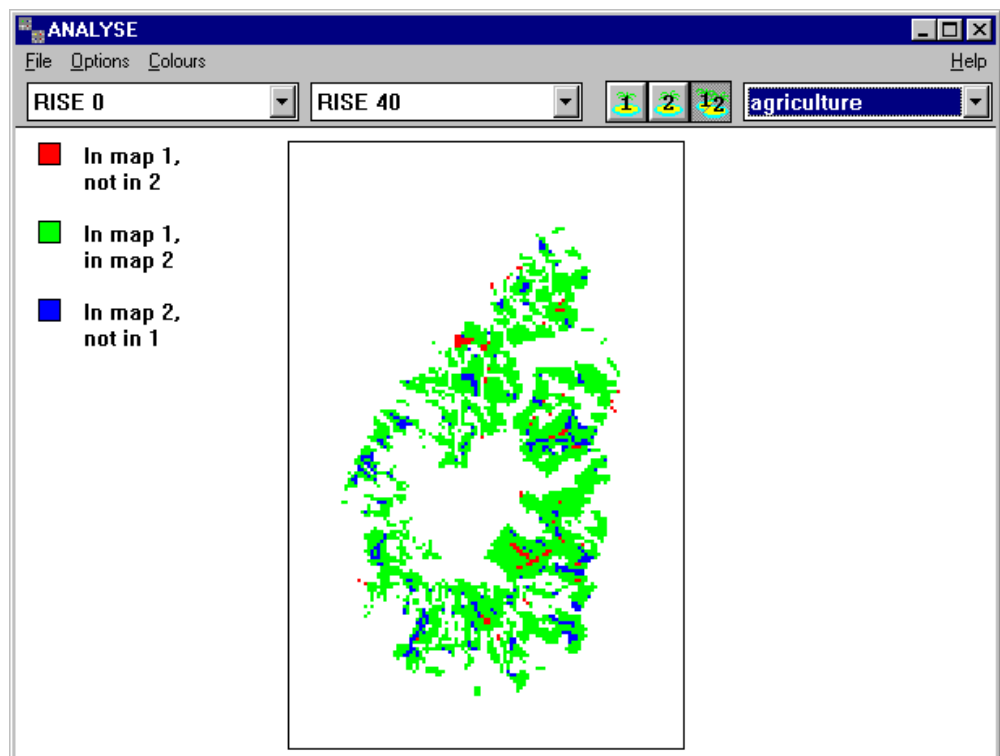 ANALYSE
File Options Colours Help
RISE 0 RISE 40 1 2 12 agriculture
In map 1,
not in 2
In map 1,
in map 2
In map 2,
not in 1